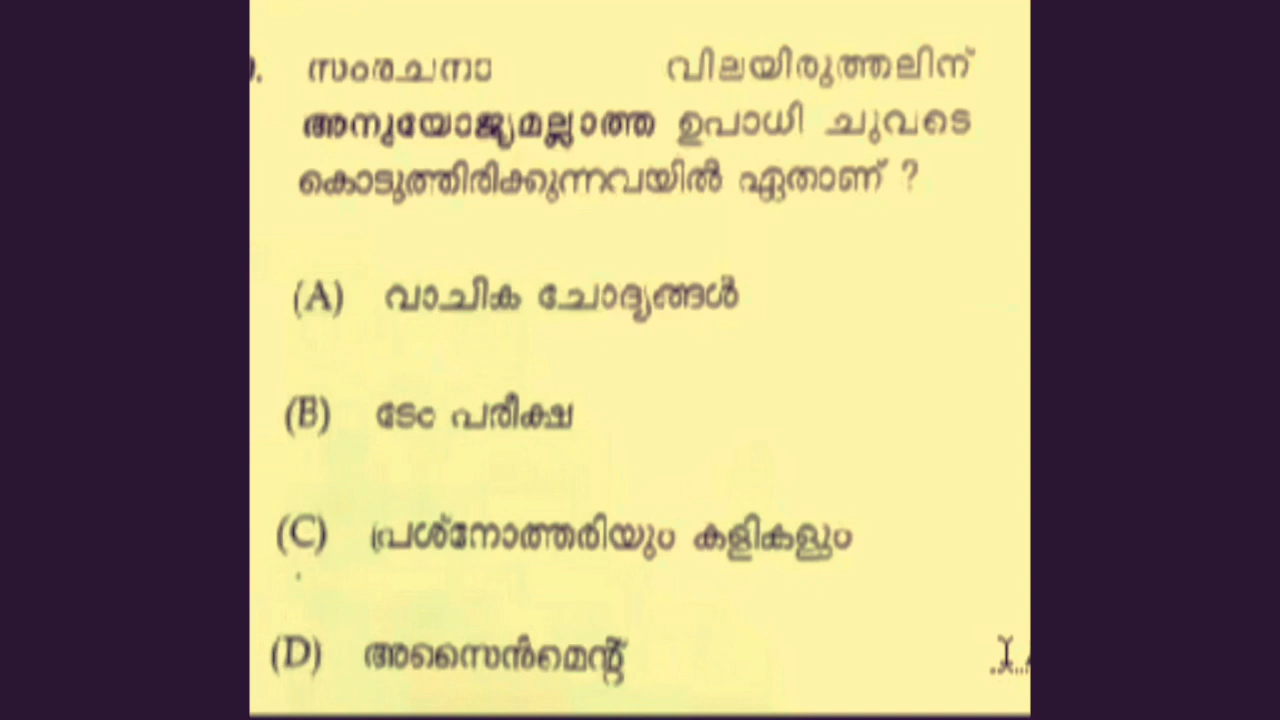 സംരചനാ വിലയിരുത്തലിന്
അനുയോജ്യമല്ലാത്ത ഉപാധി ചുവടെ
കൊടുത്തിരിക്കുന്നവയിൽ ഏതാണ് ?
(A) വാചിക ചോദ്യങ്ങൾ
(B) ടേം പരീക്ഷ
(C) പ്രശ്നോത്തരിയും കളികളും
(D) അസൈൻമെന്റ്